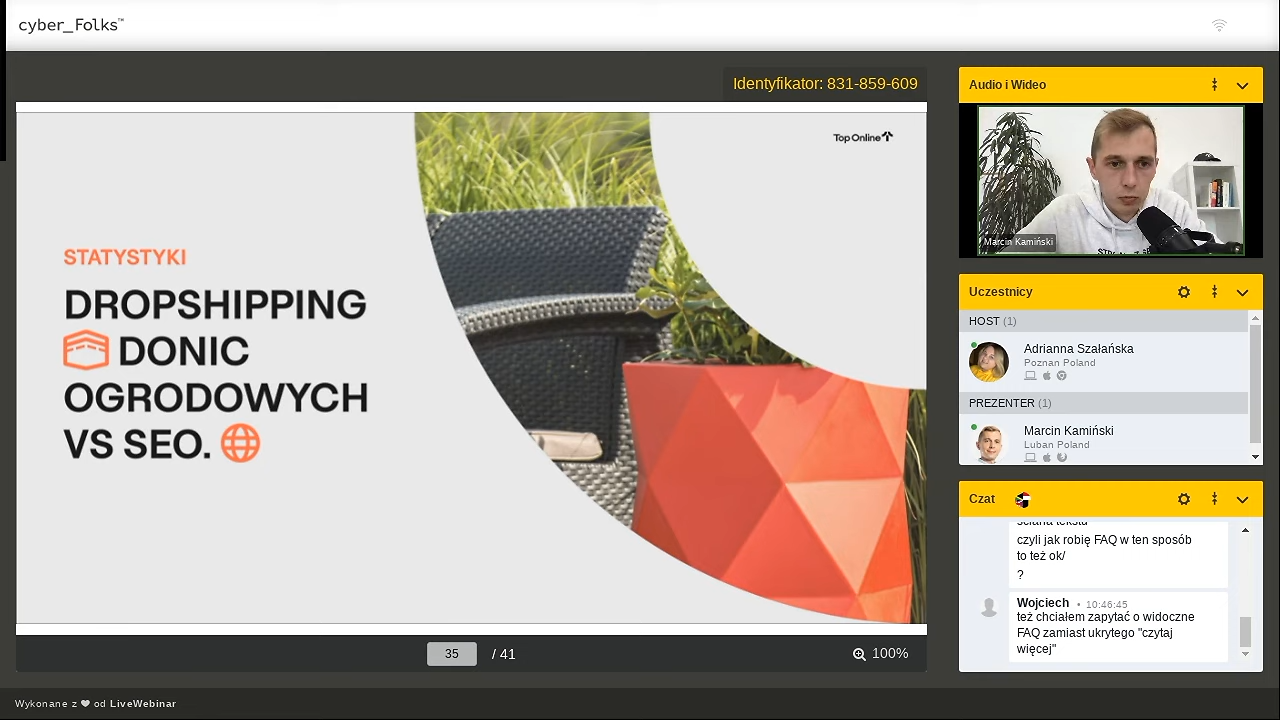 cyber_Folks™
Identyfikator: 831-859-609
Top Online
STATYSTYKI
DROPSHIPPING
DONIC
OGRODOWYCH
VS SEO.
35 / 41
100%
Audio i Wideo
Marcin Kamiński
Uczestnicy
HOST (1)
Adrianna Szałańska
Poznan Poland
PREZENTER (1)
Marcin Kamiński
Luban Poland
Czat
ściana tekstu
czyli jak robię FAQ w ten sposób
to też ok/
?
Wojciech • 10:46:45
też chciałem zapytać o widoczne
FAQ zamiast ukrytego "czytaj
więcej"
Wykonane z ❤ od LiveWebinar